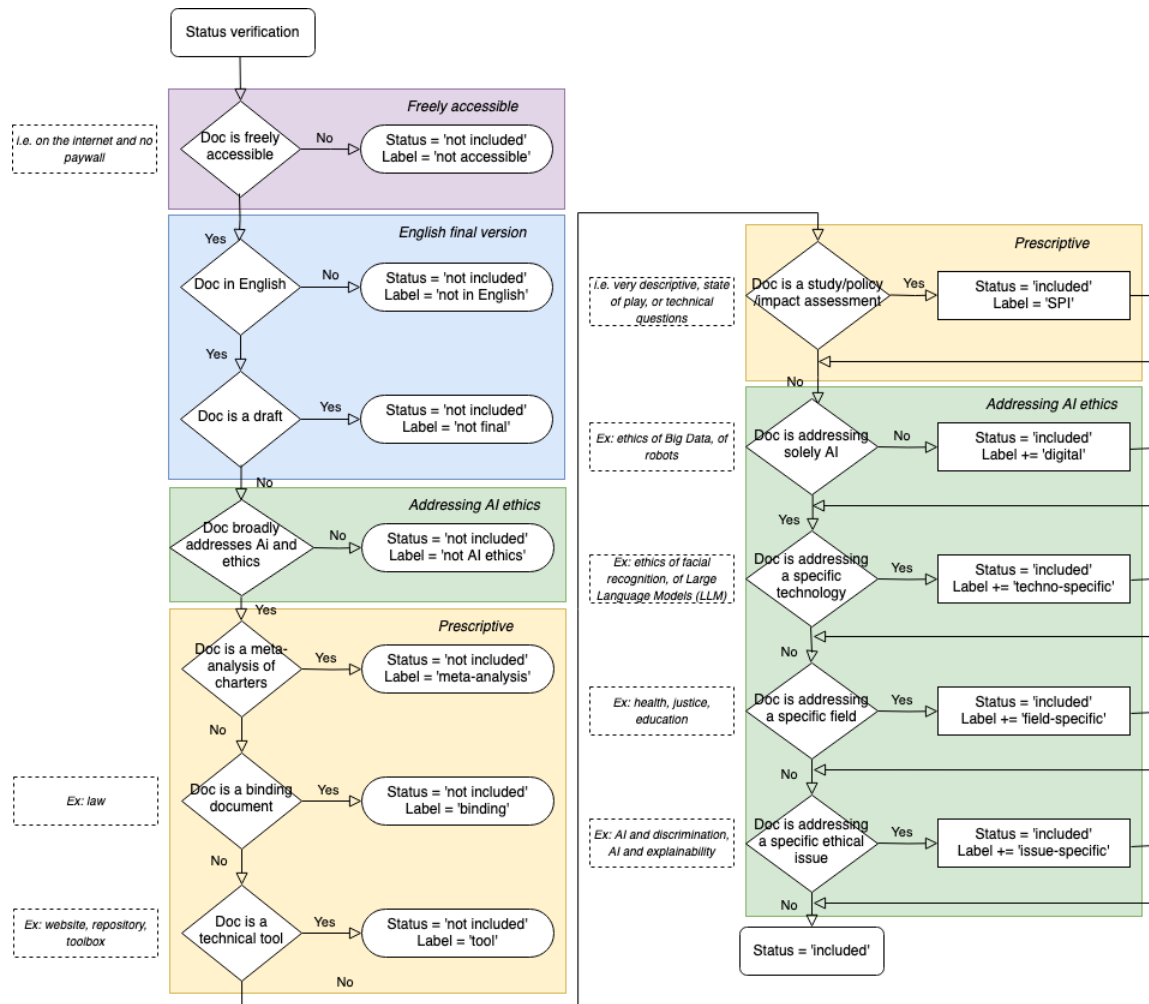 Status verification
Freely accessible
i.e. on the internet and no
paywall
Doc is freely
accessible
No
Status = 'not included'
Label = 'not accessible'
Yes
English final version
Doc in English
No
Status = 'not included'
Label = 'not in English'
Yes
Doc is a draft
Yes
Status = 'not included'
Label = 'not final'
No
Addressing AI ethics
Doc broadly
addresses Ai and
ethics
No
Status = 'not included'
Label = 'not AI ethics'
Yes
Prescriptive
Doc is a meta-
analysis of
charters
Yes
Status = 'not included'
Label = 'meta-analysis'
No
Ex: law
Doc is a binding
document
Yes
Status = 'not included'
Label = 'binding'
No
Ex: website, repository,
toolbox
Doc is a
technical tool
Yes
Status = 'not included'
Label = 'tool'
No
Prescriptive
i.e. very descriptive, state
of play, or technical
questions
Doc is a study/policy
/impact assessment
Yes
Status = 'included'
Label = 'SPI'
No
Addressing AI ethics
Ex: ethics of Big Data, of
robots
Doc is addressing
solely AI
No
Status = 'included'
Label += 'digital'
Yes
Ex: ethics of facial
recognition, of Large
Language Models (LLM)
Doc is addressing
a specific
technology
Yes
Status = 'included'
Label += 'techno-specific'
No
Ex: health, justice,
education
Doc is addressing
a specific field
Yes
Status = 'included'
Label += 'field-specific'
No
Ex: AI and discrimination,
AI and explainability
Doc is addressing
a specific ethical
issue
Yes
Status = 'included'
Label += 'issue-specific'
No
Status = 'included'